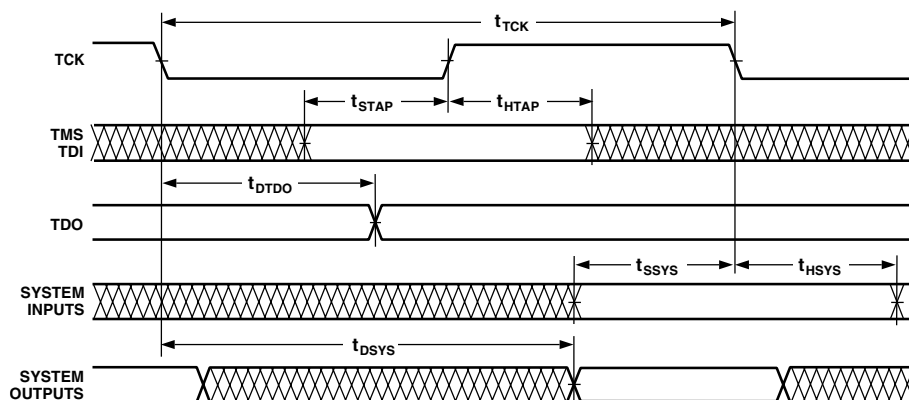 tTCK
TCK
tSTAP
tHTAP
TMS
TDI
tDTDO
TDO
tSSYS
tHSYS
SYSTEM
INPUTS
tDSYS
SYSTEM
OUTPUTS